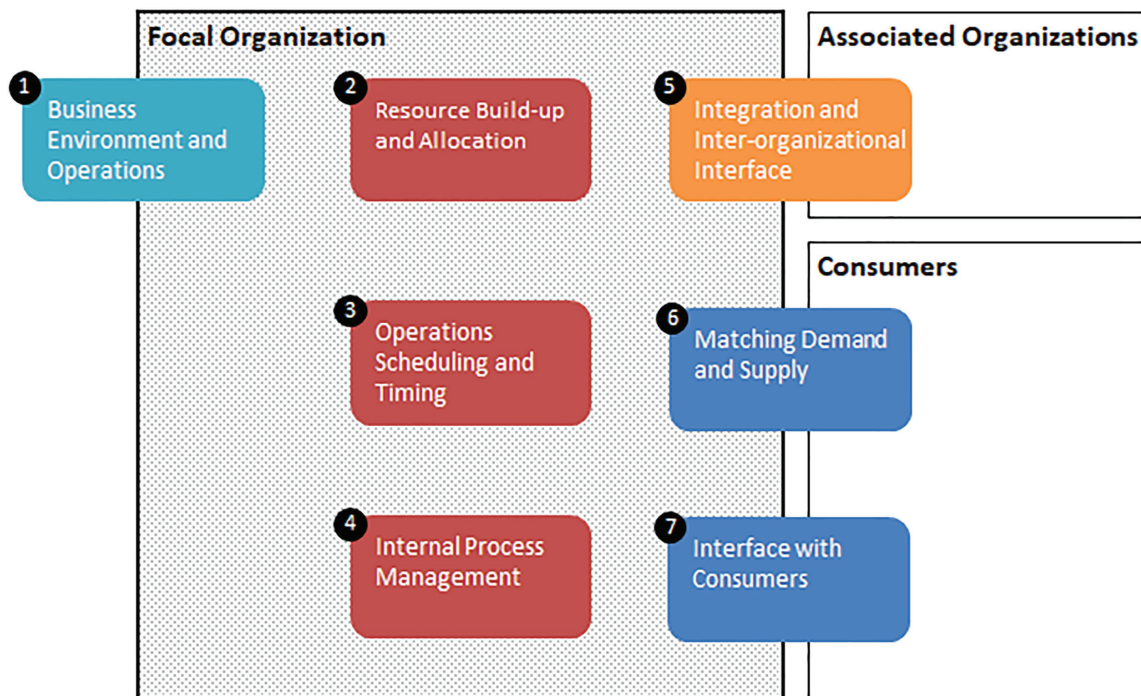 Focal Organization
Associated Organizations
1
Business
Environment and
Operations
2
Resource Build-up
and Allocation
5
Integration and
Inter-organizational
Interface
Consumers
3
Operations
Scheduling and
Timing
6
Matching Demand
and Supply
4
Internal Process
Management
7
Interface with
Consumers